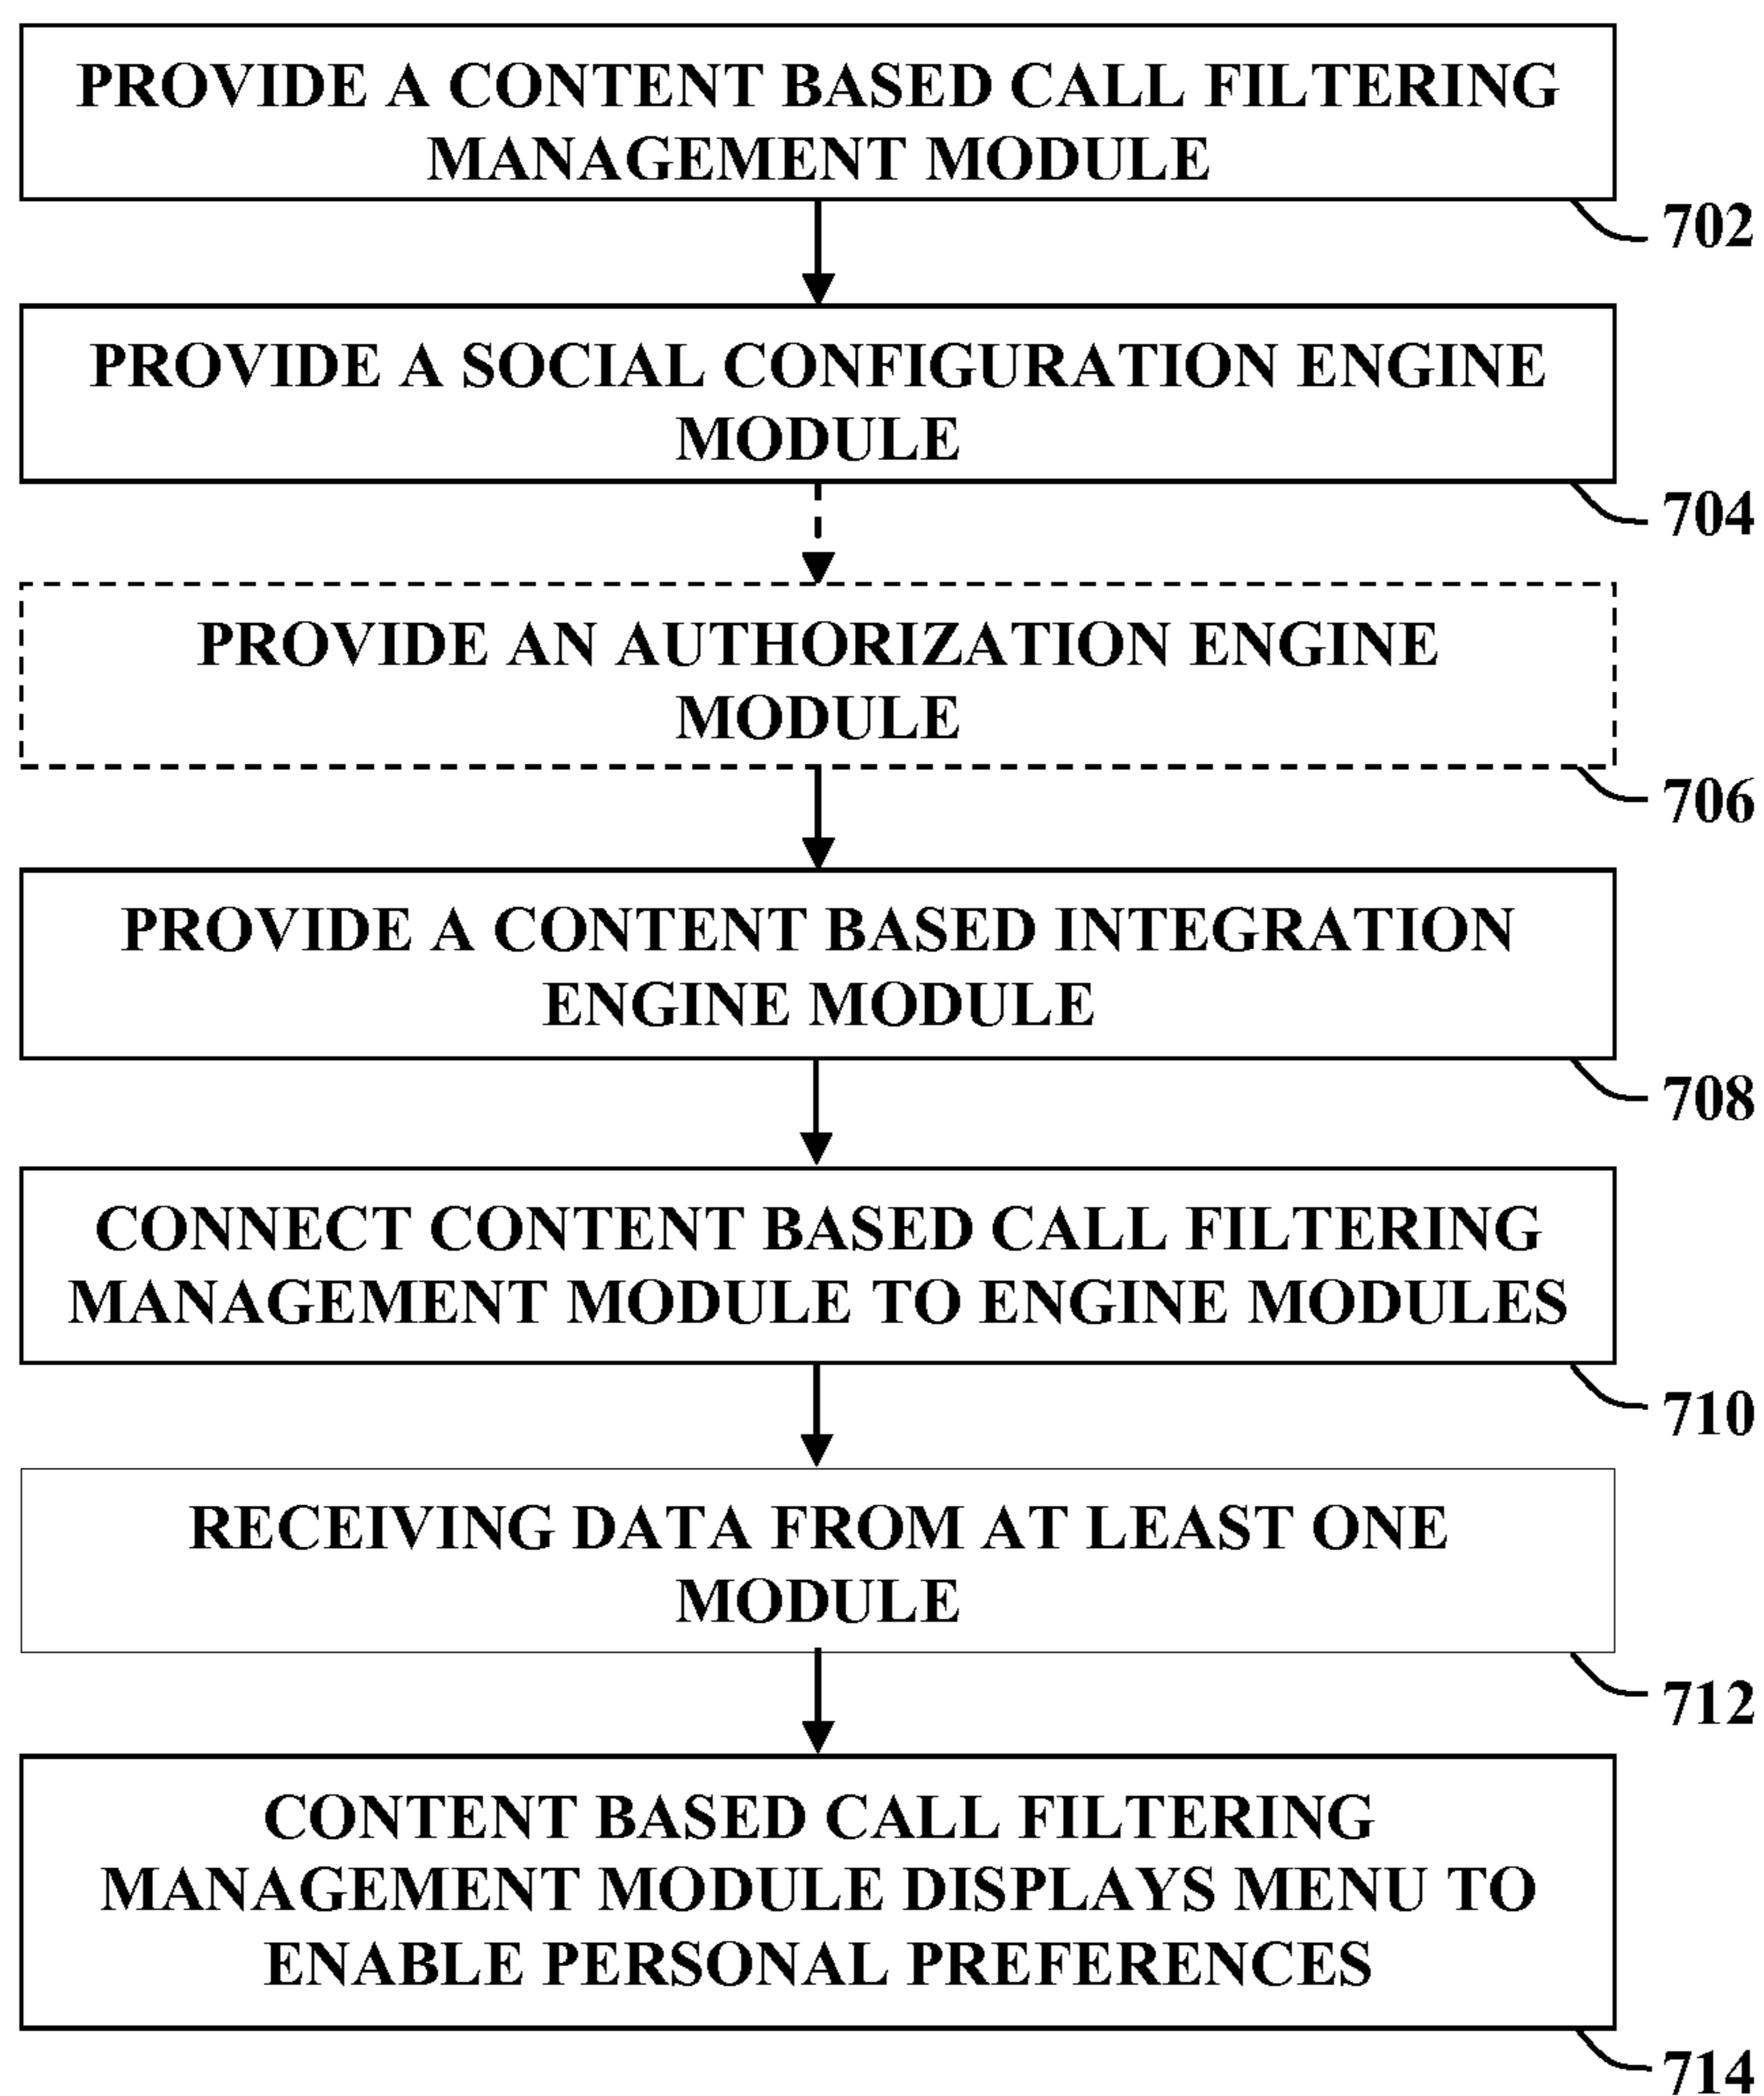 PROVIDE A CONTENT BASED CALL FILTERING
MANAGEMENT MODULE
702
PROVIDE A SOCIAL CONFIGURATION ENGINE
MODULE
704
PROVIDE AN AUTHORIZATION ENGINE
MODULE
706
PROVIDE A CONTENT BASED INTEGRATION
ENGINE MODULE
708
CONNECT CONTENT BASED CALL FILTERING
MANAGEMENT MODULE TO ENGINE MODULES
710
RECEIVING DATA FROM AT LEAST ONE
MODULE
712
CONTENT BASED CALL FILTERING
MANAGEMENT MODULE DISPLAYS MENU TO
ENABLE PERSONAL PREFERENCES
714